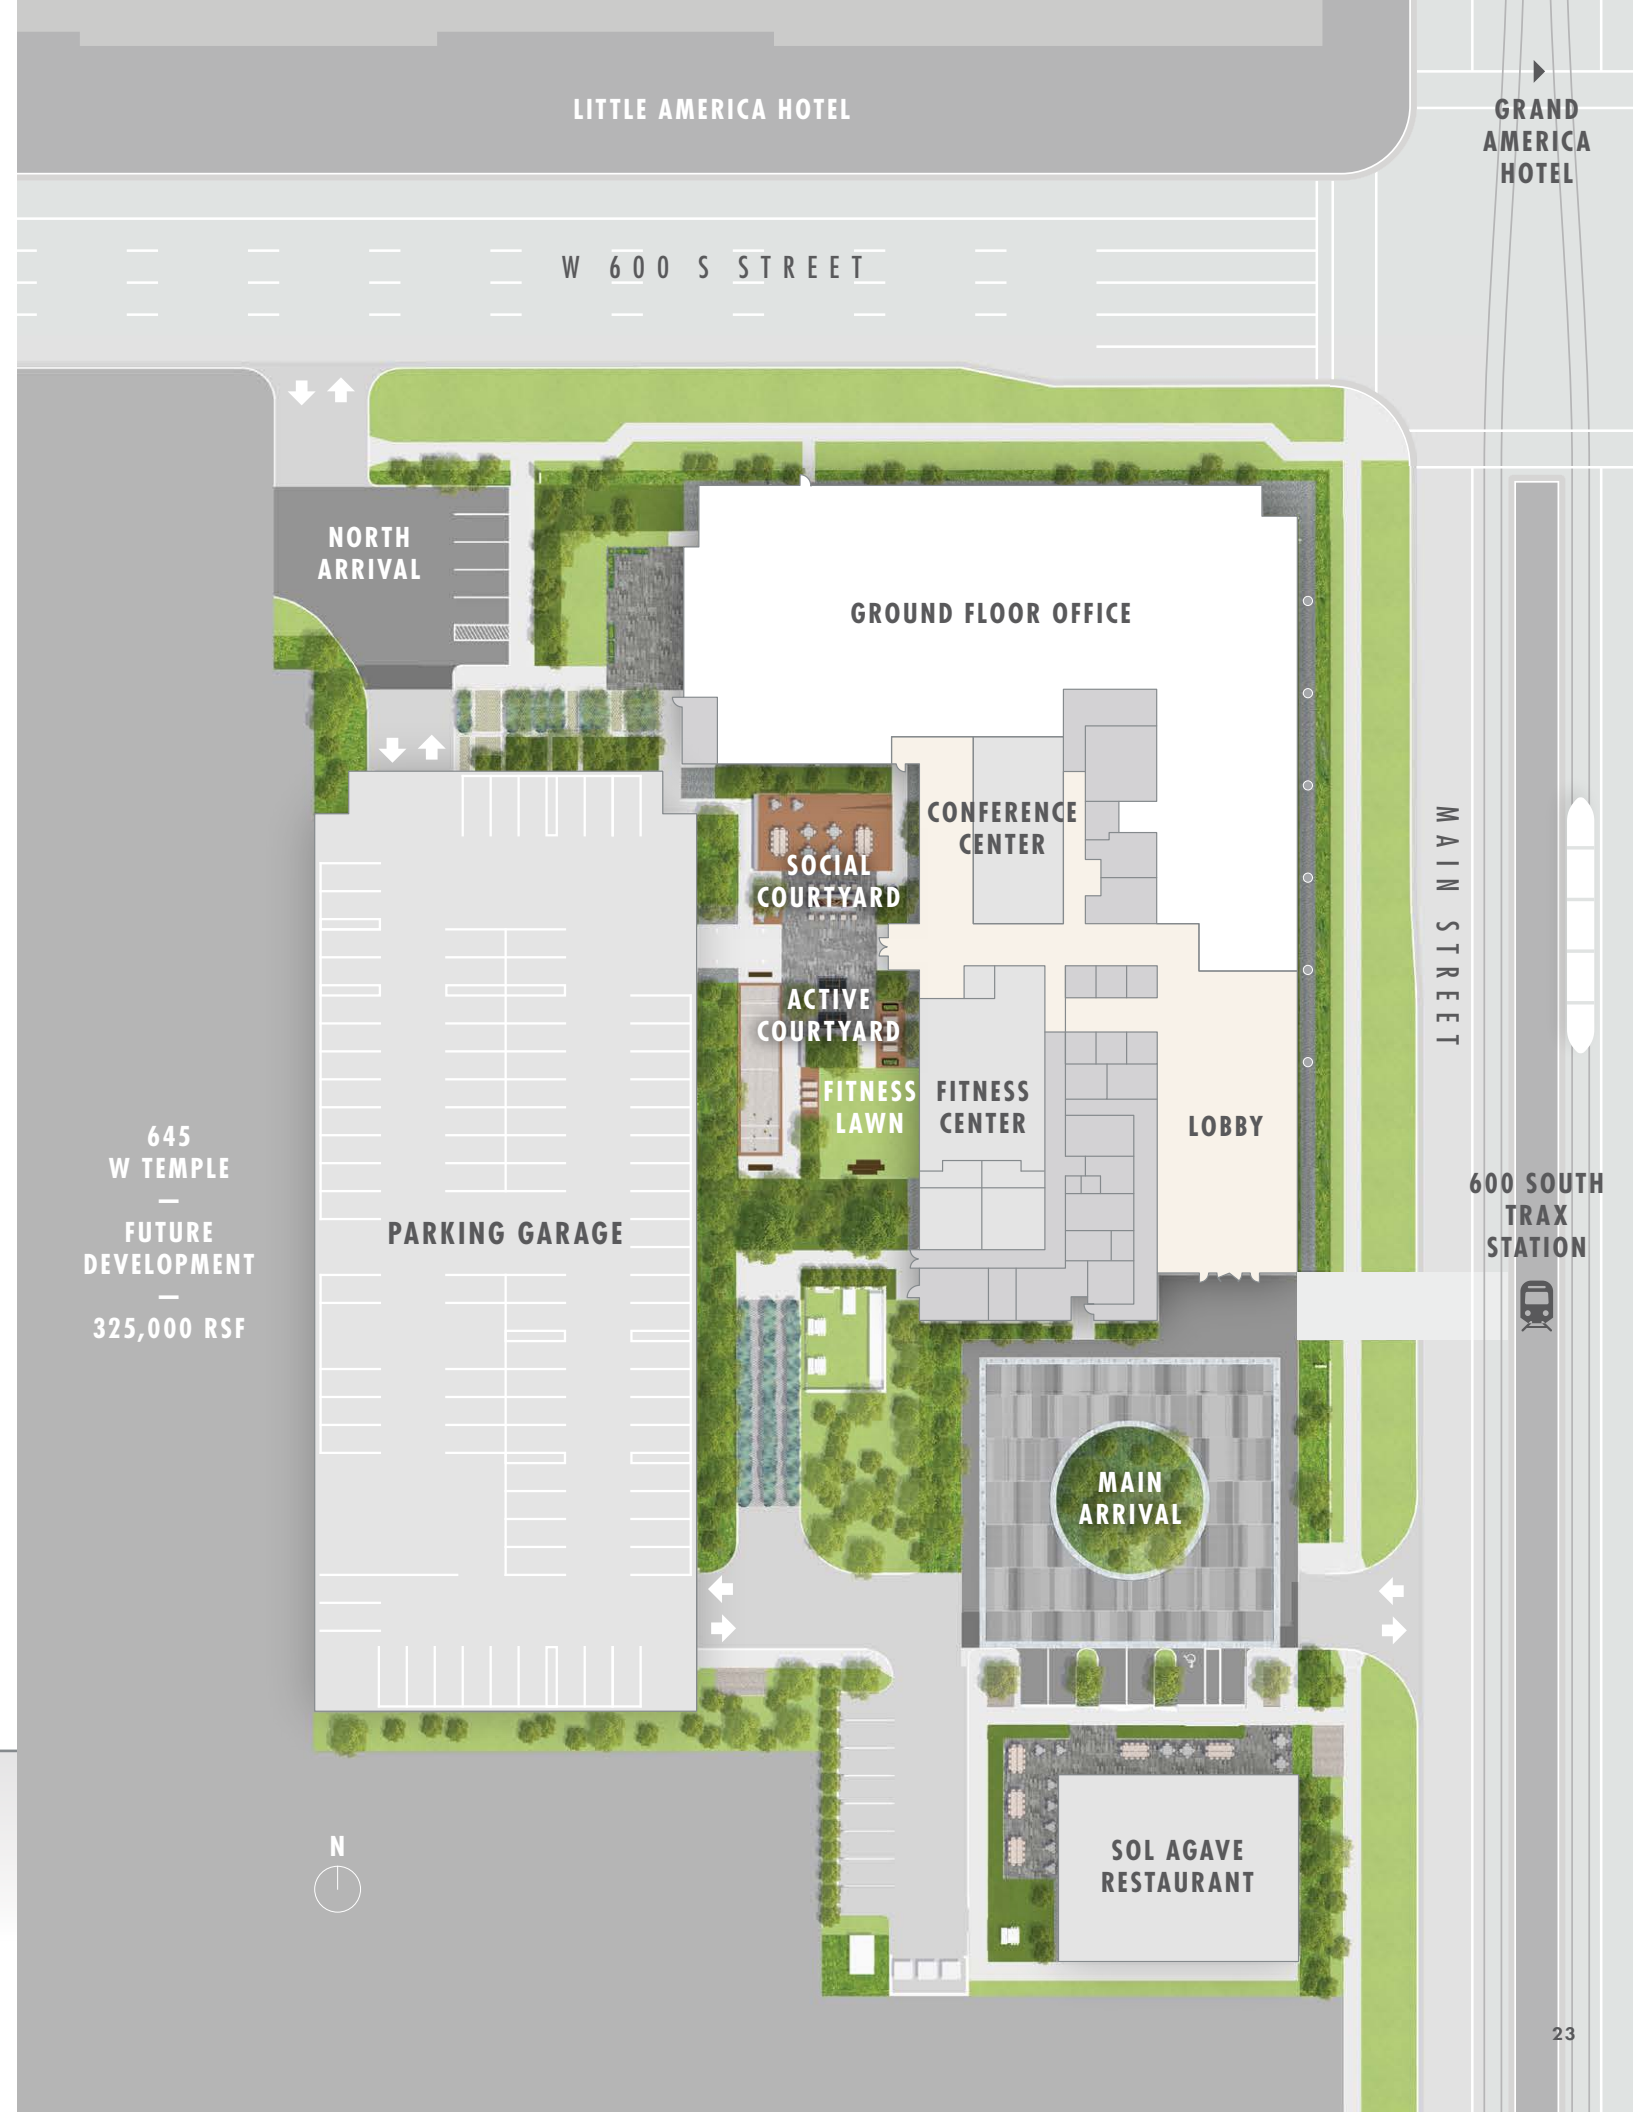 LITTLE AMERICA HOTEL
GRAND
AMERICA
HOTEL
W 600 S STREET
NORTH
ARRIVAL
GROUND FLOOR OFFICE
CONFERENCE
CENTER
SOCIAL
COURTYARD
MAIN STREET
ACTIVE
COURTYARD
FITNESS
LAWN
FITNESS
CENTER
LOBBY
645
W TEMPLE
—
FUTURE
DEVELOPMENT
—
325,000 RSF
PARKING GARAGE
600 SOUTH
TRAX
STATION
MAIN
ARRIVAL
N
SOL AGAVE
RESTAURANT
23